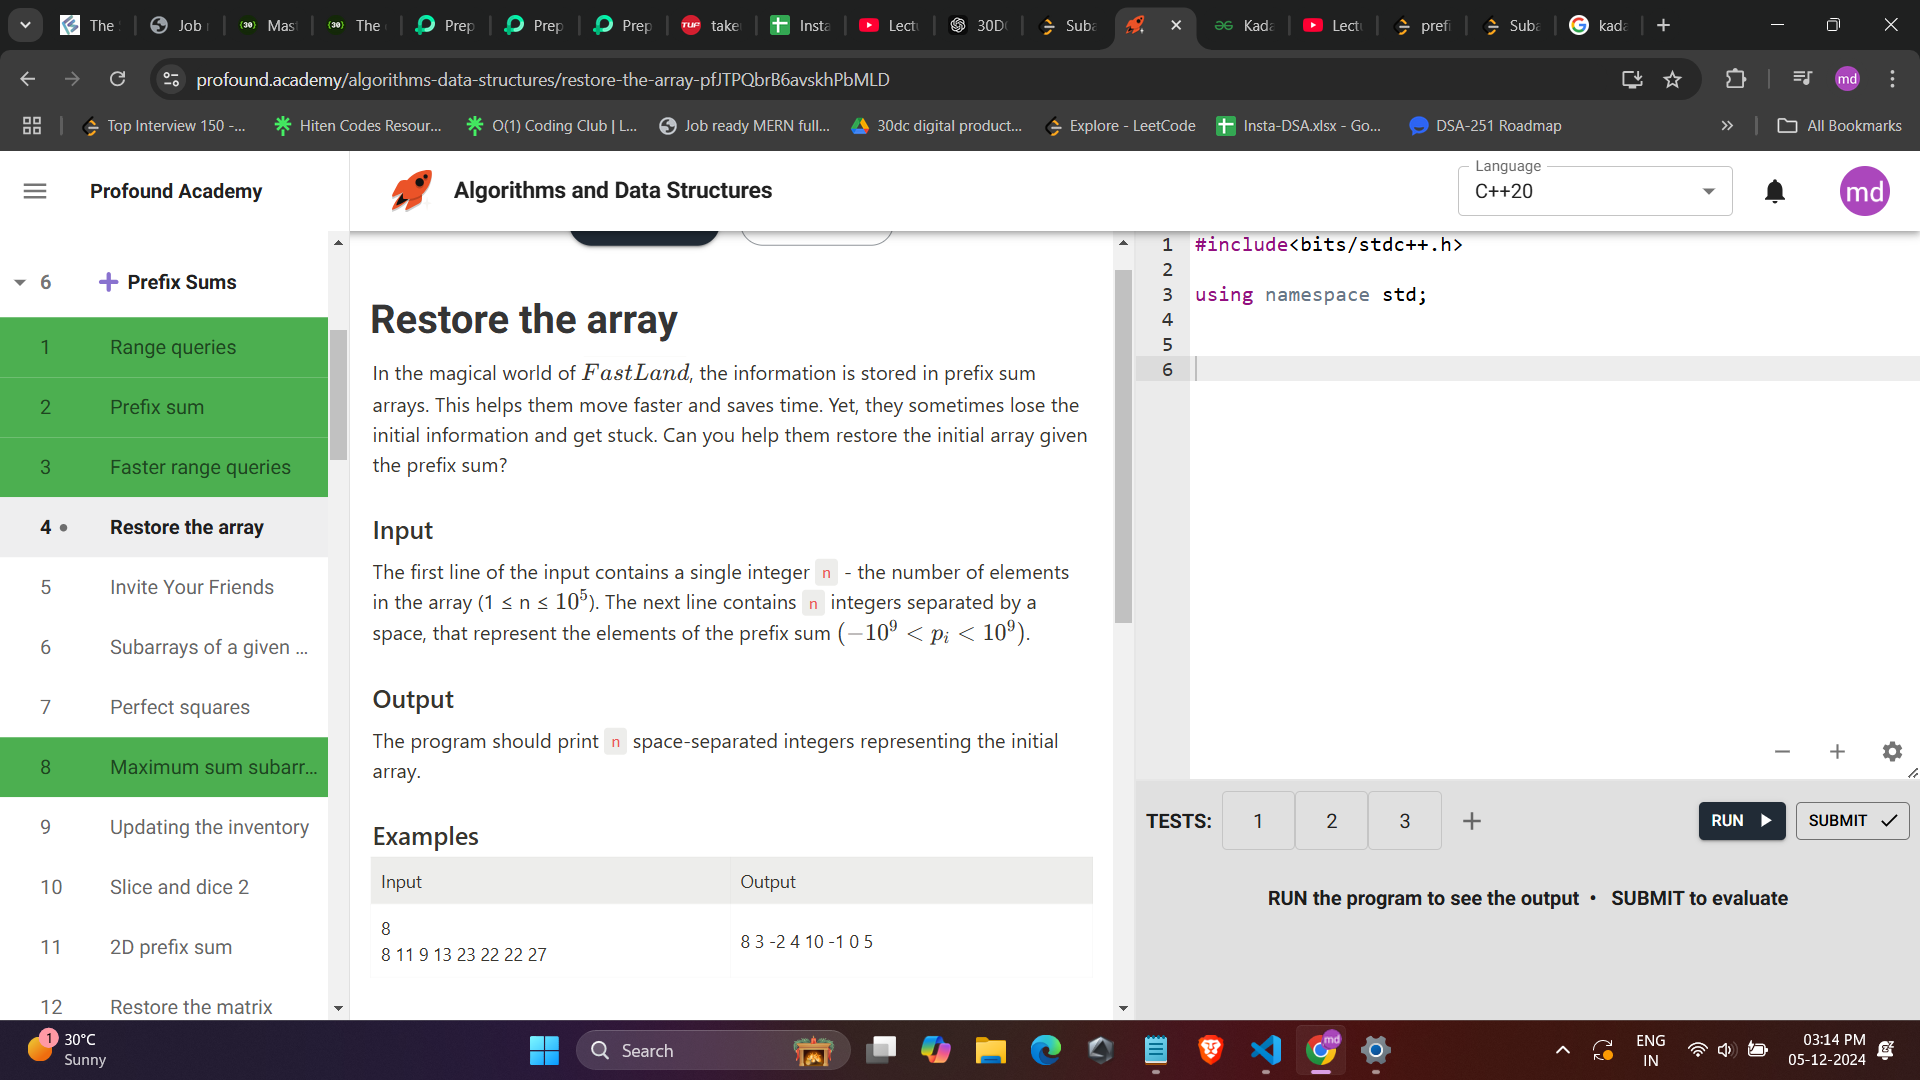 The
Job
Mast
The
Prep
Prep
Prep
TUF
take
Insta
Lectu
30D
Suba
Kada
Lectu
prefi
Suba
kada
profound.academy/algorithms-data-structures/restore-the-array-pfJTPQbrB6avskhPbMLD
md
Top Interview 150 -...
Hiten Codes Resour...
O(1) Coding Club | L...
Job ready MERN full...
30dc digital product...
Explore - LeetCode
Insta-DSA.xlsx - Go...
DSA-251 Roadmap
All Bookmarks
Profound Academy
Algorithms and Data Structures
Language
C++20
md
6 Prefix Sums
1 Range queries
2 Prefix sum
3 Faster range queries
4 • Restore the array
5 Invite Your Friends
6 Subarrays of a given ...
7 Perfect squares
8 Maximum sum subarr...
9 Updating the inventory
10 Slice and dice 2
11 2D prefix sum
12 Restore the matrix
Restore the array
In the magical world of FastLand, the information is stored in prefix sum
arrays. This helps them move faster and saves time. Yet, they sometimes lose the
initial information and get stuck. Can you help them restore the initial array given
the prefix sum?
Input
The first line of the input contains a single integer n - the number of elements
in the array (1 ≤ n ≤ 10⁵). The next line contains n integers separated by a
space, that represent the elements of the prefix sum (−10⁹ < pᵢ < 10⁹).
Output
The program should print n space-separated integers representing the initial
array.
Examples
Input Output
8
8 11 9 13 23 22 22 27
8 3 -2 4 10 -1 0 5
1 #include<bits/stdc++.h>
2
3 using namespace std;
4
5
6
TESTS: 1 2 3 +
RUN
SUBMIT
RUN the program to see the output • SUBMIT to evaluate
1
30°C
Sunny
Search
md
ENG
IN
03:14 PM
05-12-2024